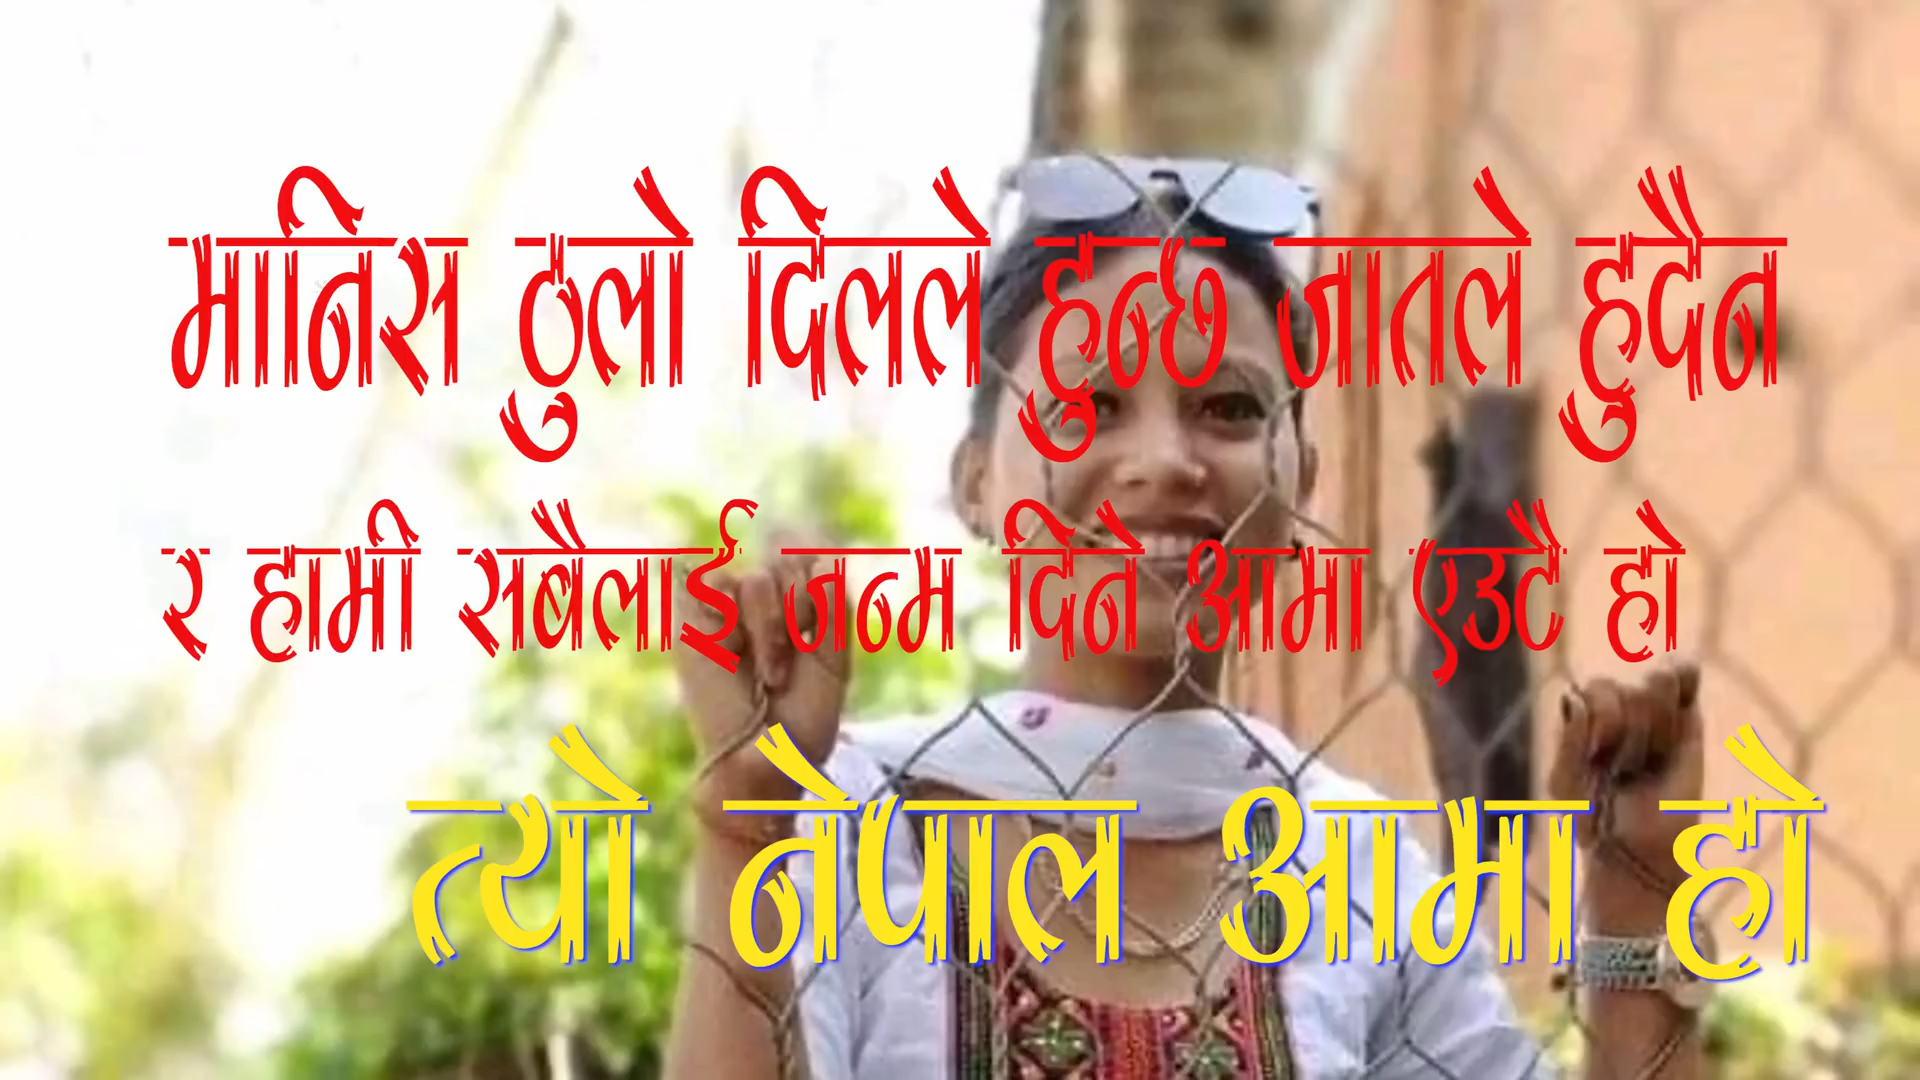 मानिस ठुलो दिलले हुन्छ जातले हुदैन
र हामी सबैलाई जन्म दिने आमा एउटै हो
त्यो नेपाल आमा हो